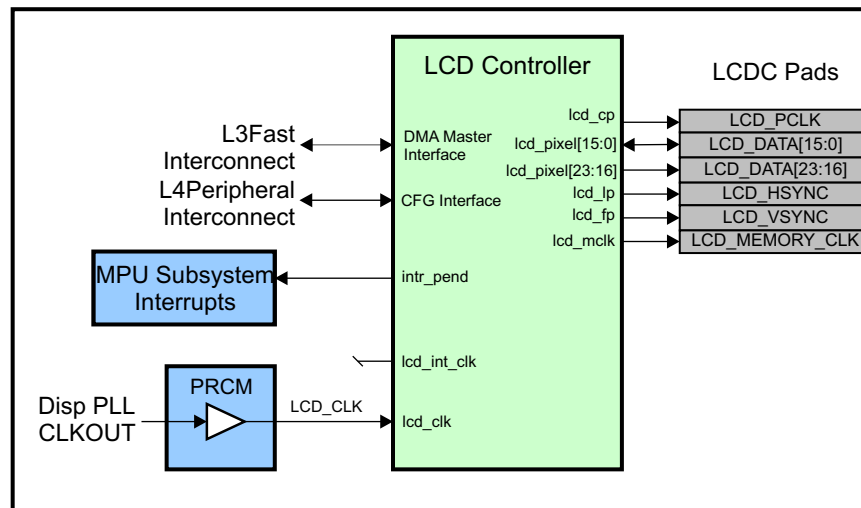 LCD Controller
LCDC Pads
L3Fast
Interconnect
L4Peripheral
Interconnect
DMA Master
Interface
CFG Interface
lcd_cp
lcd_pixel[15:0]
lcd_pixel[23:16]
lcd_lp
lcd_fp
lcd_mclk
LCD_PCLK
LCD_DATA[15:0]
LCD_DATA[23:16]
LCD_HSYNC
LCD_VSYNC
LCD_MEMORY_CLK
MPU Subsystem
Interrupts
intr_pend
lcd_int_clk
PRCM
Disp PLL
CLKOUT
LCD_CLK
lcd_clk